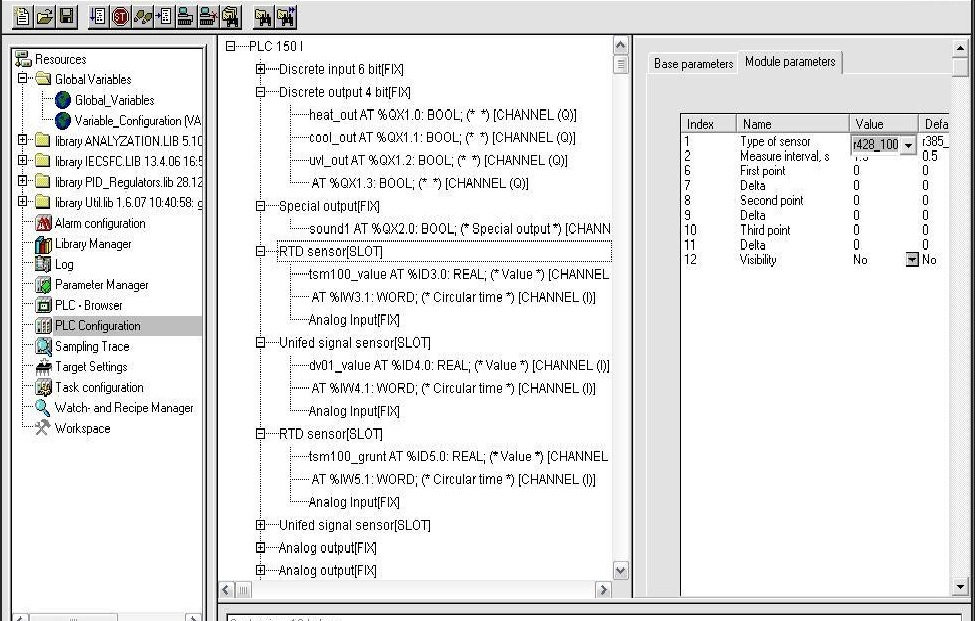 Resources
Global Variables
Global_Variables
Variable_Configuration (VA
library ANALYZATION.LIB 5.10
library IECSFC.LIB 13.4.06 16:5
library PID_Regulators.lib 28.12
library Util.lib 1.6.07 10:40:58: g
Alarm configuration
Library Manager
Log
Parameter Manager
PLC - Browser
PLC Configuration
Sampling Trace
Target Settings
Task configuration
Watch- and Recipe Manager
Workspace
PLC 150 I
Discrete input 6 bit[FIX]
Discrete output 4 bit[FIX]
heat_out AT %QX1.0: BOOL; (* *) [CHANNEL (Q)]
cool_out AT %QX1.1: BOOL; (* *) [CHANNEL (Q)]
uvl_out AT %QX1.2: BOOL; (* *) [CHANNEL (Q)]
AT %QX1.3: BOOL; (* *) [CHANNEL (Q)
Special output[FIX]
sound1 AT %QX2.0: BOOL; (* Special output *) [CHANN
RTD sensor[SLOT]
tsm100_value AT %ID3.0: REAL; (* Value *) [CHANNEL
AT %IW3.1: WORD; (* Circular time *) [CHANNEL (I)]
Analog Input[FIX]
Unifed signal sensor[SLOT]
dv01_value AT %ID4.0: REAL; (* Value *) [CHANNEL (I)]
AT %IW4.1: WORD; (* Circular time *) [CHANNEL (I)]
Analog Input[FIX]
RTD sensor[SLOT]
tsm100_grunt AT %ID5.0: REAL; (* Value *) [CHANNEL
AT %IW5.1: WORD; (* Circular time *) [CHANNEL (I)]
Analog Input[FIX]
Unifed signal sensor[SLOT]
Analog output[FIX]
Analog output[FIX]
Base parameters Module parameters
Index Name Value Defa
1 Type of sensor r428_100 r385_
2 Measure interval, s 0.5
6 First point 0 0
7 Delta 0 0
8 Second point 0 0
9 Delta 0 0
10 Third point 0 0
11 Delta 0 0
12 Visibility No No